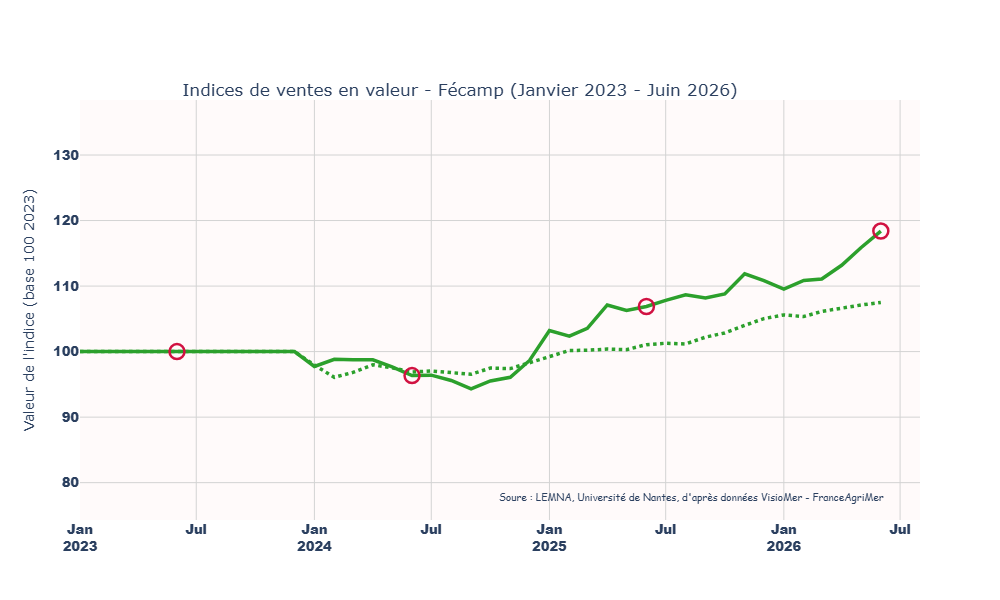 Indices de ventes en valeur - Fécamp (Janvier 2023 - Juin 2026)
Valeur de l'indice (base 100 2023)
130
120
110
100
90
80
Soure : LEMNA, Université de Nantes, d'après données VisioMer - FranceAgriMer
Jan
2023
Jul
Jan
2024
Jul
Jan
2025
Jul
Jan
2026
Jul